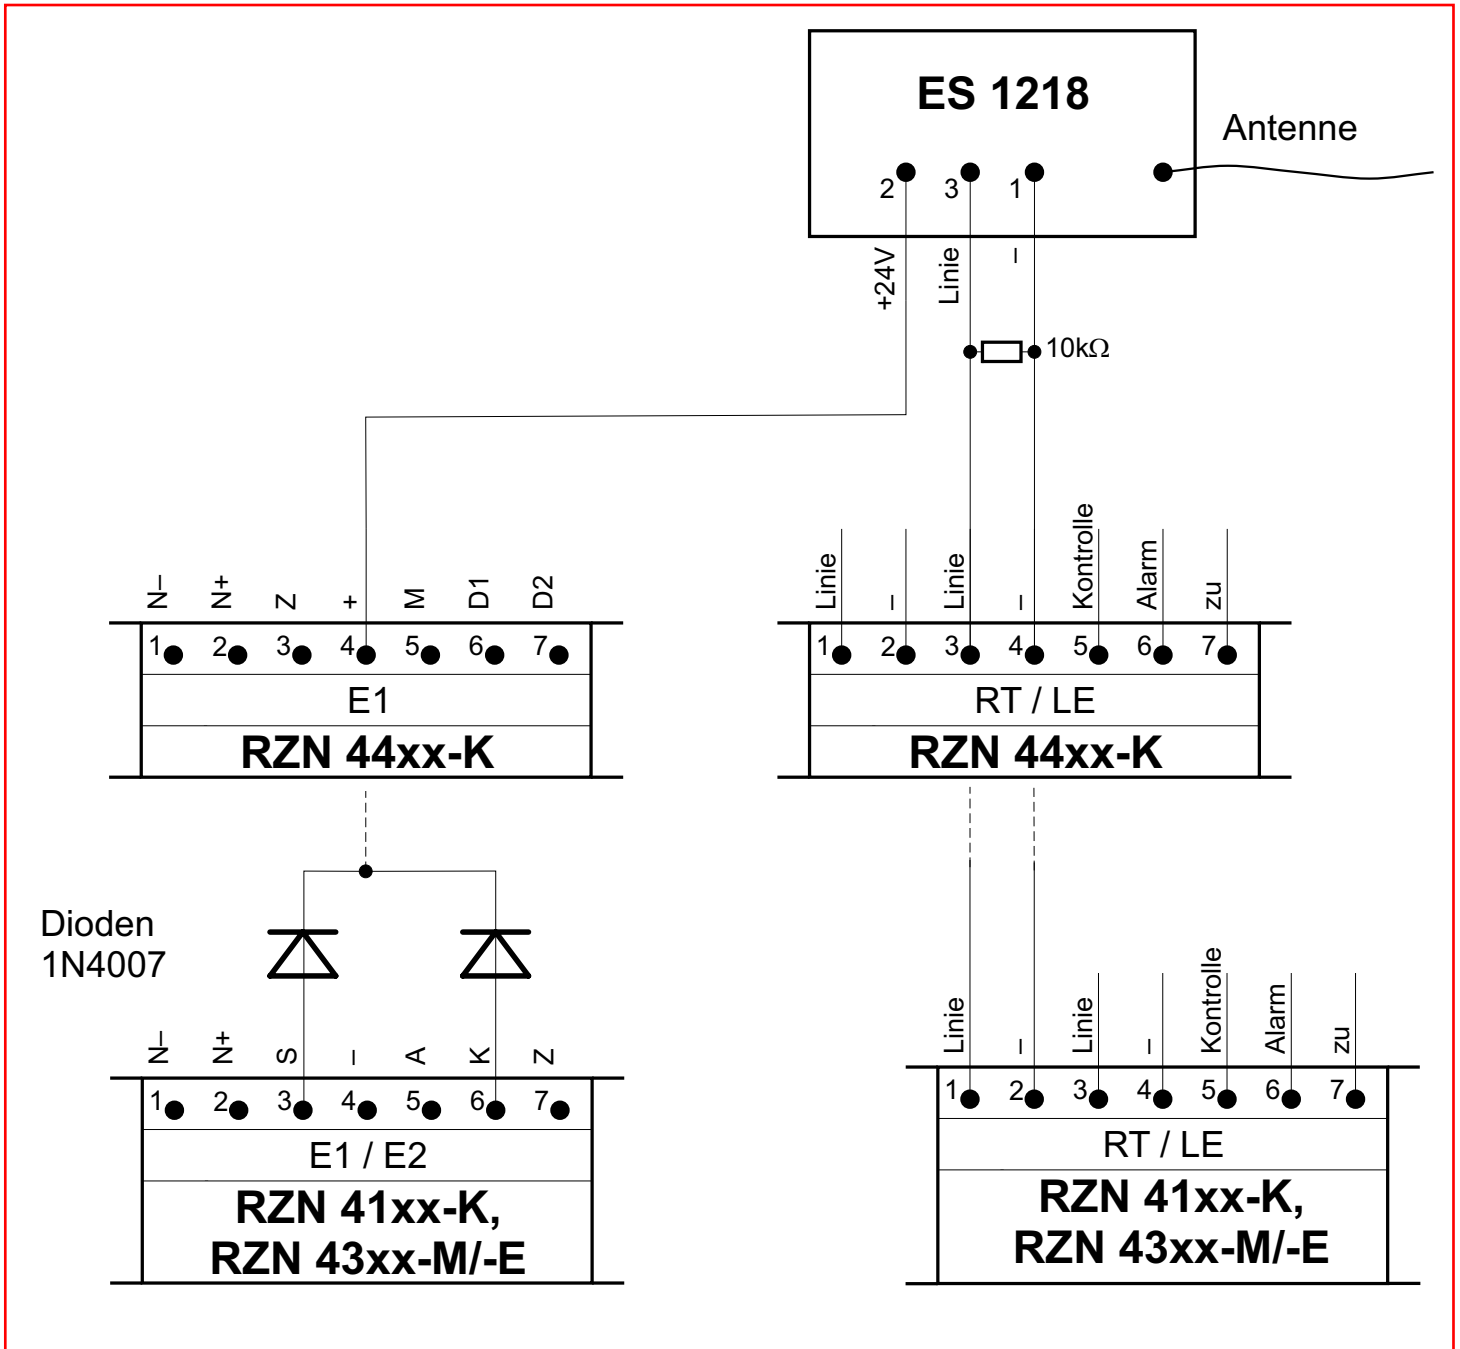 ES 1218
Antenne
2 3 1
+24V Linie –
10kΩ
N– N+ Z + M D1 D2
1 2 3 4 5 6 7
E1
RZN 44xx-K
Linie – Linie – Kontrolle Alarm zu
1 2 3 4 5 6 7
RT / LE
RZN 44xx-K
Dioden
1N4007
N– N+ S – A K Z
1 2 3 4 5 6 7
E1 / E2
RZN 41xx-K,
RZN 43xx-M/-E
Linie – Linie – Kontrolle Alarm zu
1 2 3 4 5 6 7
RT / LE
RZN 41xx-K,
RZN 43xx-M/-E